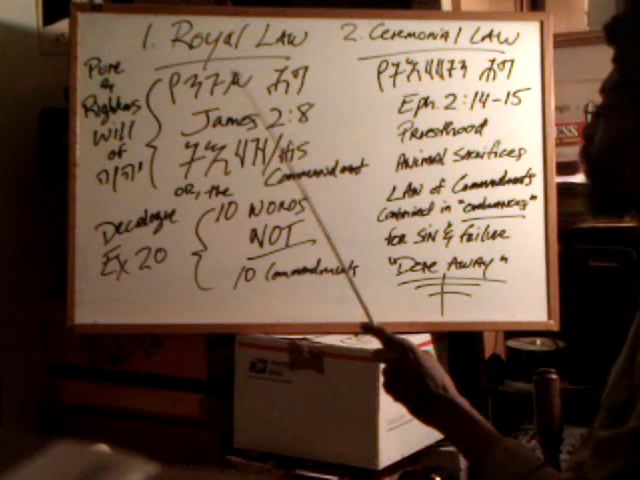 1. Royal Law
James 2:8
Pure
&
Righteous
Will
of
יהוה
his
Commandment
or, the
Decalogue
Ex 20
10 Words
NOT
10 Commandments
2. Ceremonial Law
Eph. 2:14-15
Priesthood
Animal Sacrifices
Law of Commandments
contained in "ordinances"
for Sin & failure
"Done Away"